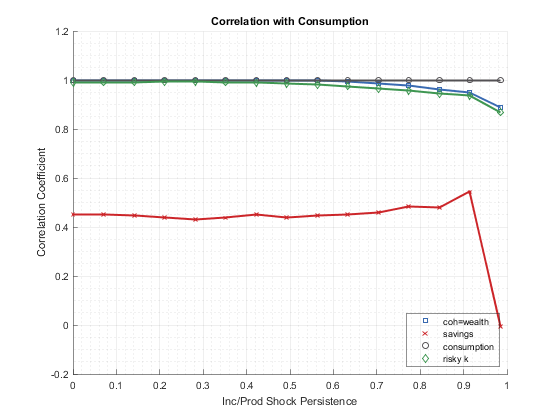 Correlation with Consumption
1.2
1
0.8
0.6
0.4
0.2
0
-0.2
Correlation Coefficient
coh=wealth
savings
consumption
risky k
0 0.1 0.2 0.3 0.4 0.5 0.6 0.7 0.8 0.9 1
Inc/Prod Shock Persistence